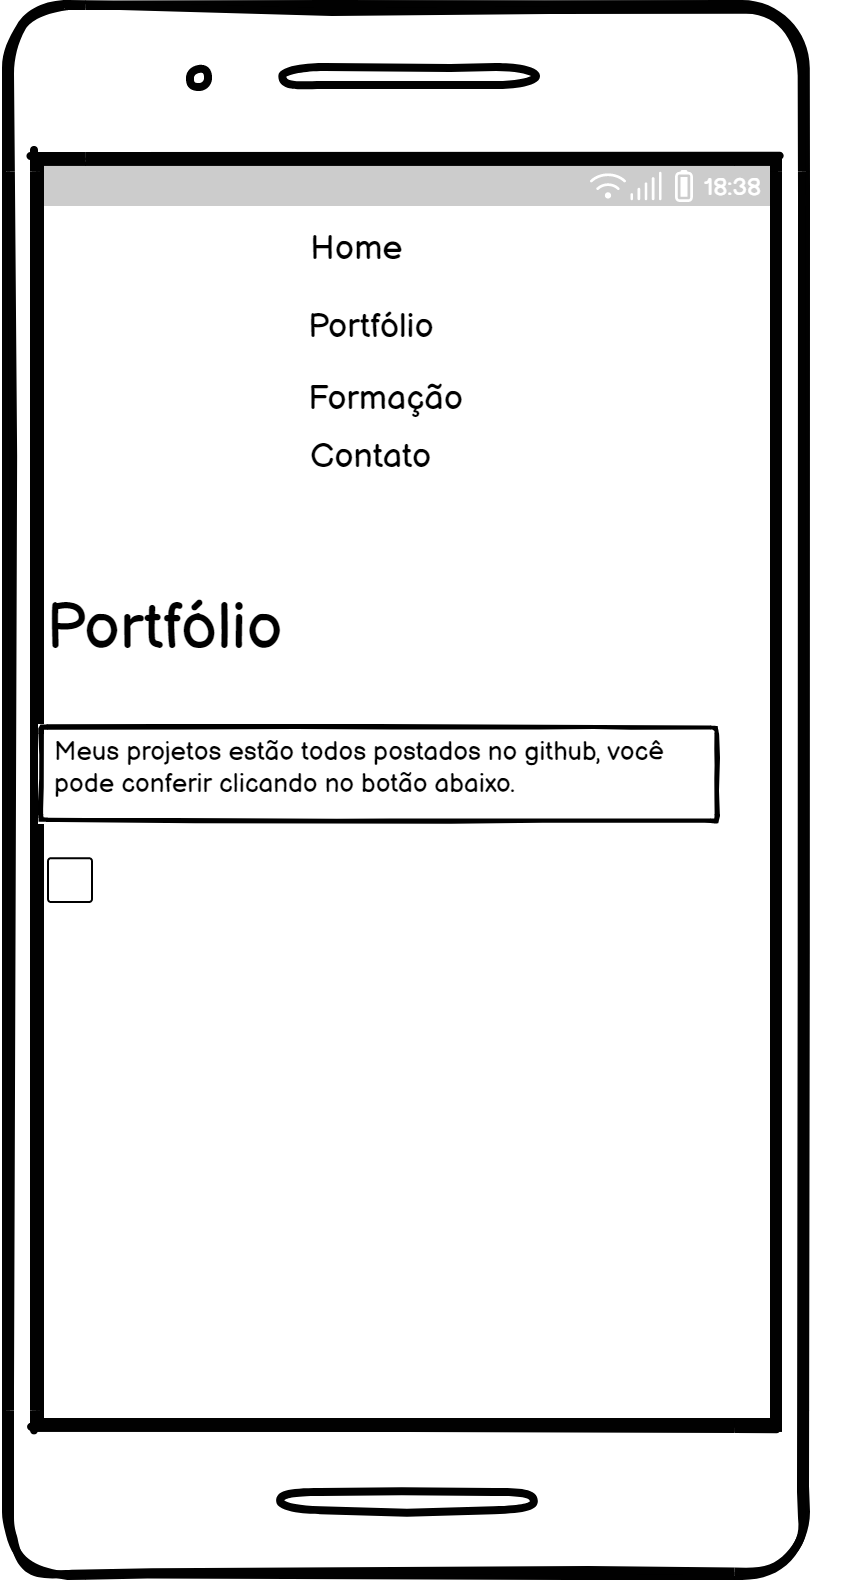 18:38
Home
Portfólio
Formação
Contato
Portfólio
Meus projetos estão todos postados no github, você
pode conferir clicando no botão abaixo.